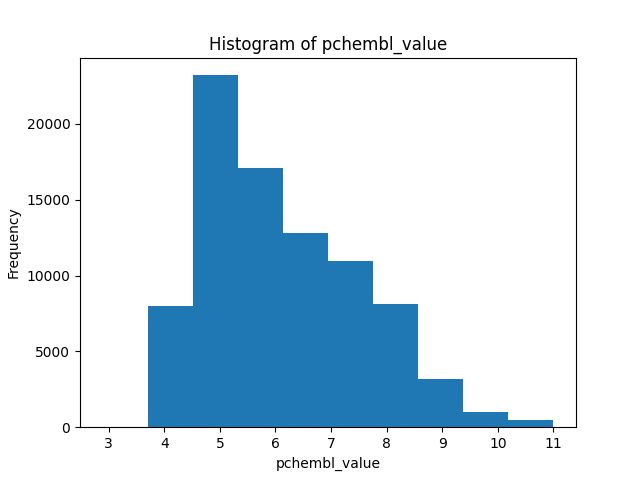 Histogram of pchembl_value
Frequency
20000
15000
10000
5000
0
3 4 5 6 7 8 9 10 11
pchembl_value